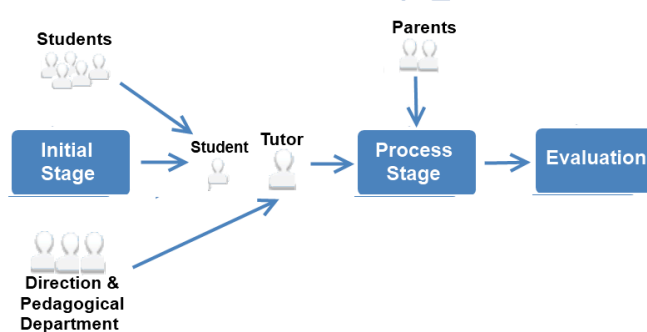 Students
Parents
Initial
Stage
Student
Tutor
Process
Stage
Evaluation
Direction &
Pedagogical
Department